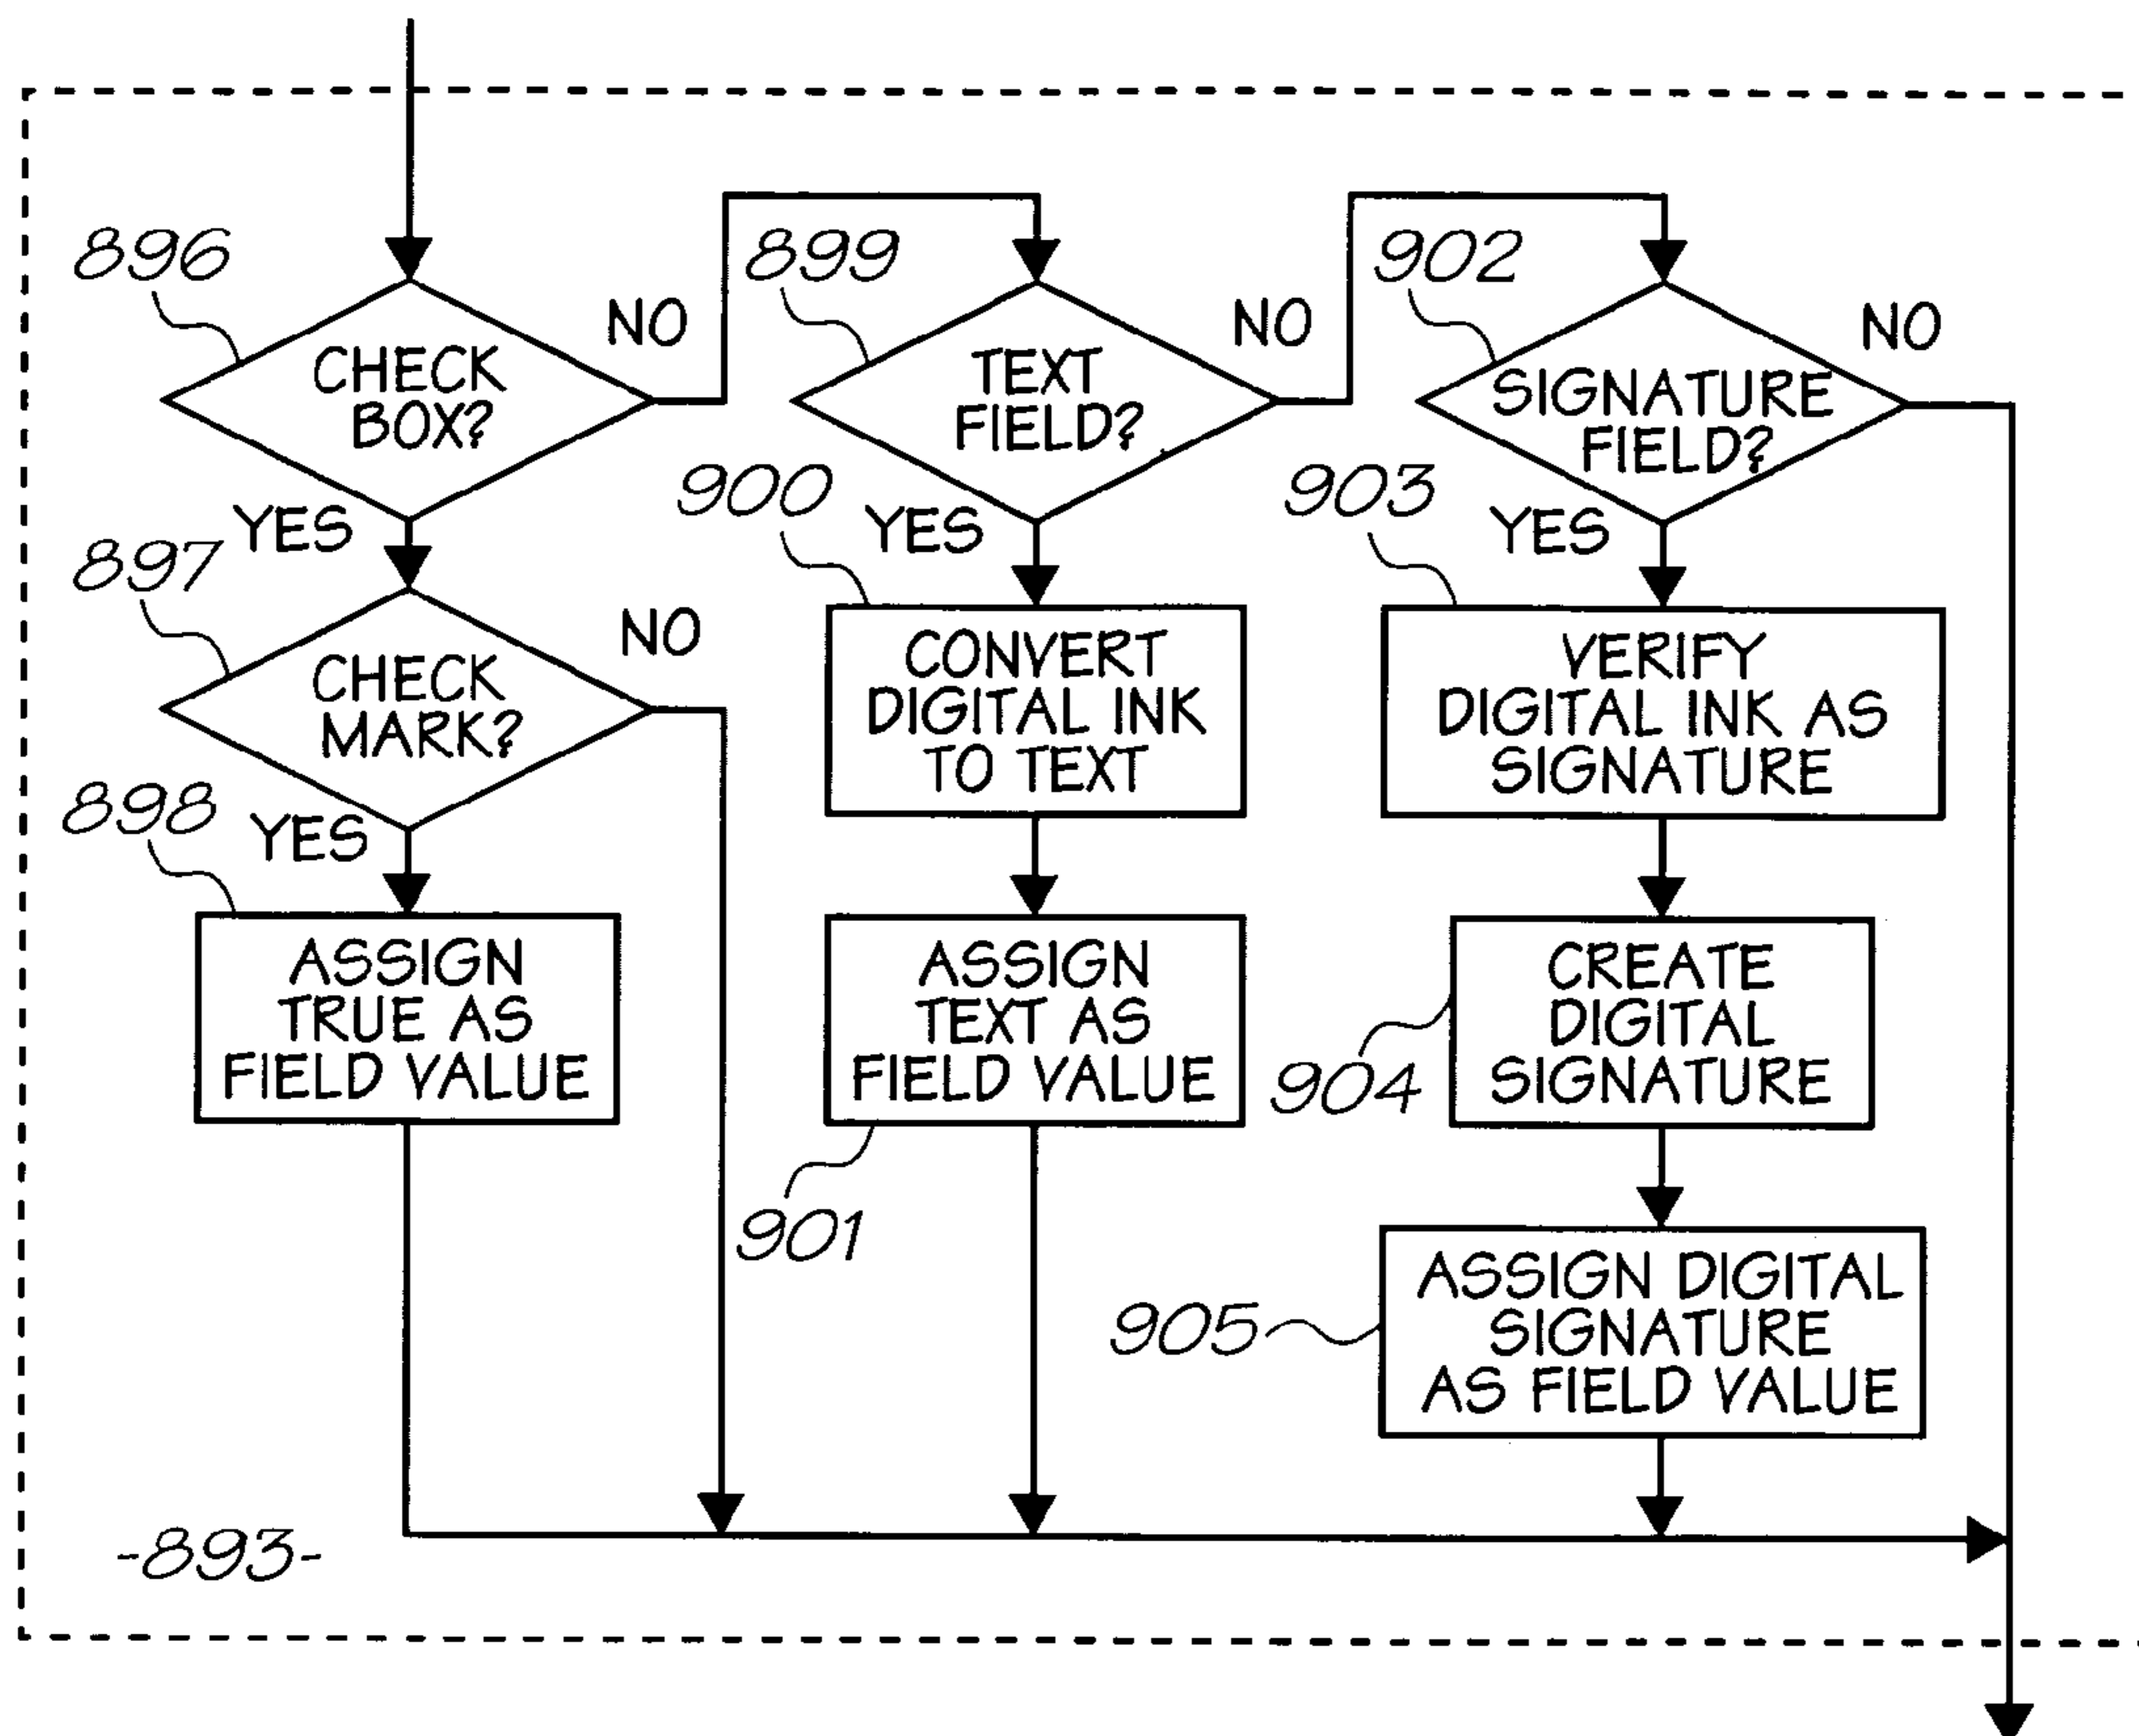 896
CHECK
BOX?
NO
YES
897
CHECK
MARK?
NO
YES
898
ASSIGN
TRUE AS
FIELD VALUE
899
TEXT
FIELD?
NO
YES
900
CONVERT
DIGITAL INK
TO TEXT
ASSIGN
TEXT AS
FIELD VALUE
901
902
SIGNATURE
FIELD?
NO
YES
903
VERIFY
DIGITAL INK AS
SIGNATURE
CREATE
DIGITAL
SIGNATURE
904
ASSIGN DIGITAL
SIGNATURE
AS FIELD VALUE
905
-893-